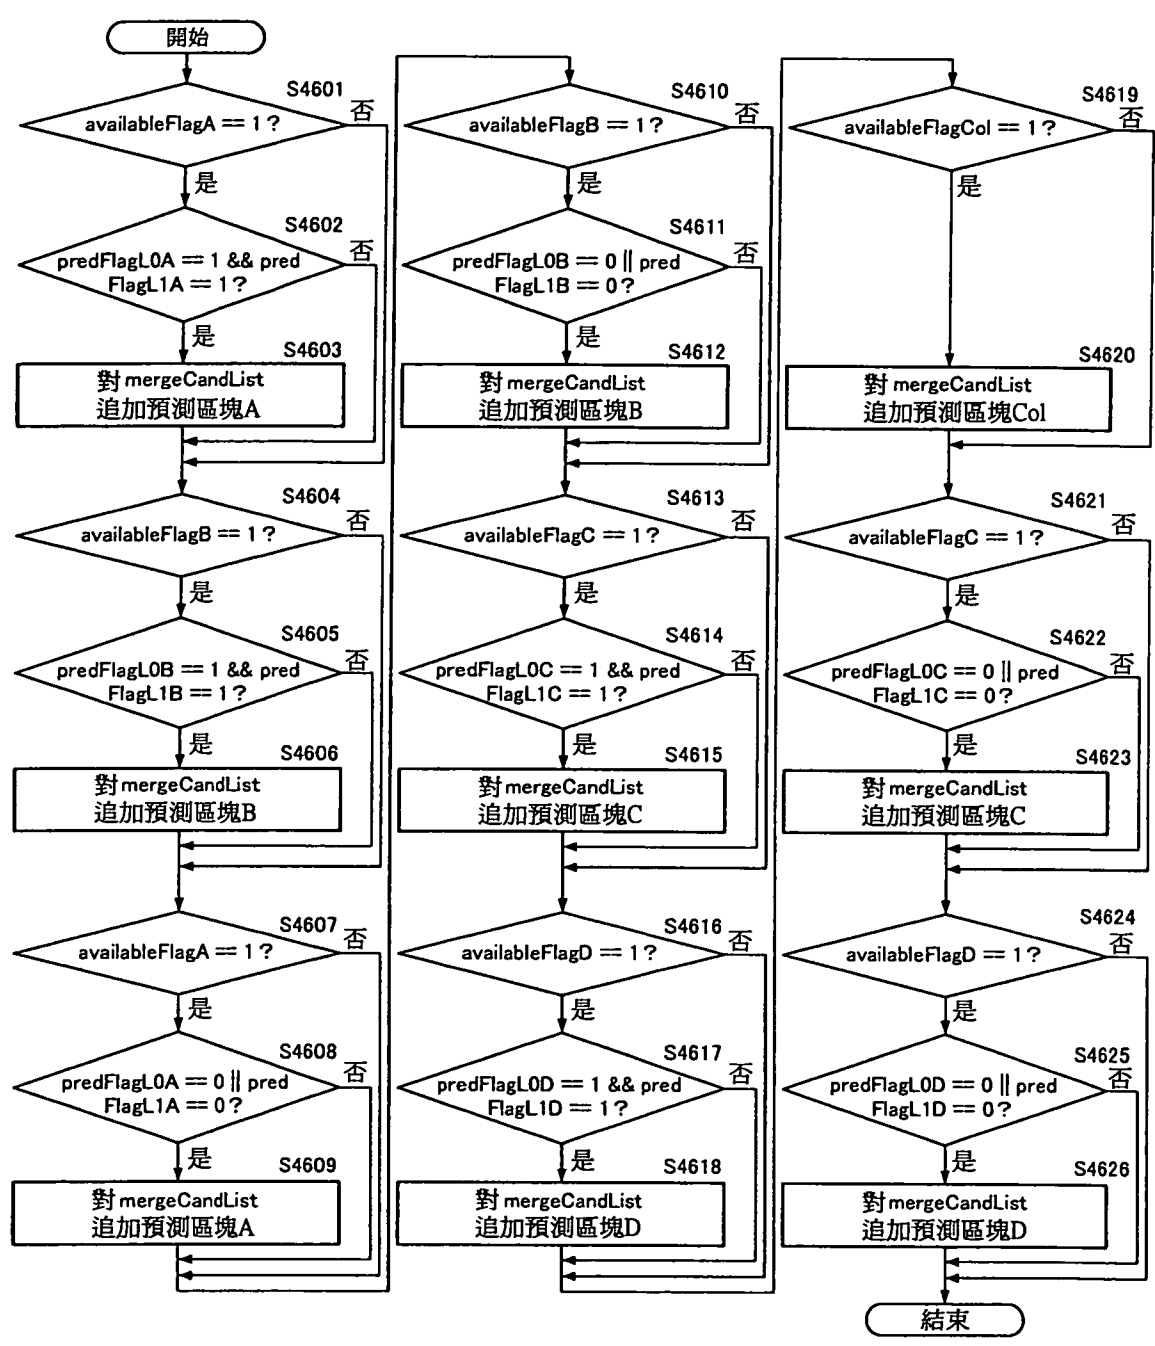 開始
S4601
availableFlagA == 1?
否
是
S4602
predFlagL0A == 1 && pred
FlagL1A == 1?
否
是
S4603
對 mergeCandList
追加預測區塊A
S4604
availableFlagB == 1?
否
是
S4605
predFlagL0B == 1 && pred
FlagL1B == 1?
否
是
S4606
對 mergeCandList
追加預測區塊B
S4607
availableFlagA == 1?
否
是
S4608
predFlagL0A == 0 || pred
FlagL1A == 0?
否
是
S4609
對 mergeCandList
追加預測區塊A
S4610
availableFlagB == 1?
否
是
S4611
predFlagL0B == 0 || pred
FlagL1B == 0?
否
是
S4612
對 mergeCandList
追加預測區塊B
S4613
availableFlagC == 1?
否
是
S4614
predFlagL0C == 1 && pred
FlagL1C == 1?
否
是
S4615
對 mergeCandList
追加預測區塊C
S4616
availableFlagD == 1?
否
是
S4617
predFlagL0D == 1 && pred
FlagL1D == 1?
否
是
S4618
對 mergeCandList
追加預測區塊D
S4619
availableFlagCol == 1?
否
是
S4620
對 mergeCandList
追加預測區塊Col
S4621
availableFlagC == 1?
否
是
S4622
predFlagL0C == 0 || pred
FlagL1C == 0?
否
是
S4623
對 mergeCandList
追加預測區塊C
S4624
availableFlagD == 1?
否
是
S4625
predFlagL0D == 0 || pred
FlagL1D == 0?
否
是
S4626
對 mergeCandList
追加預測區塊D
結束